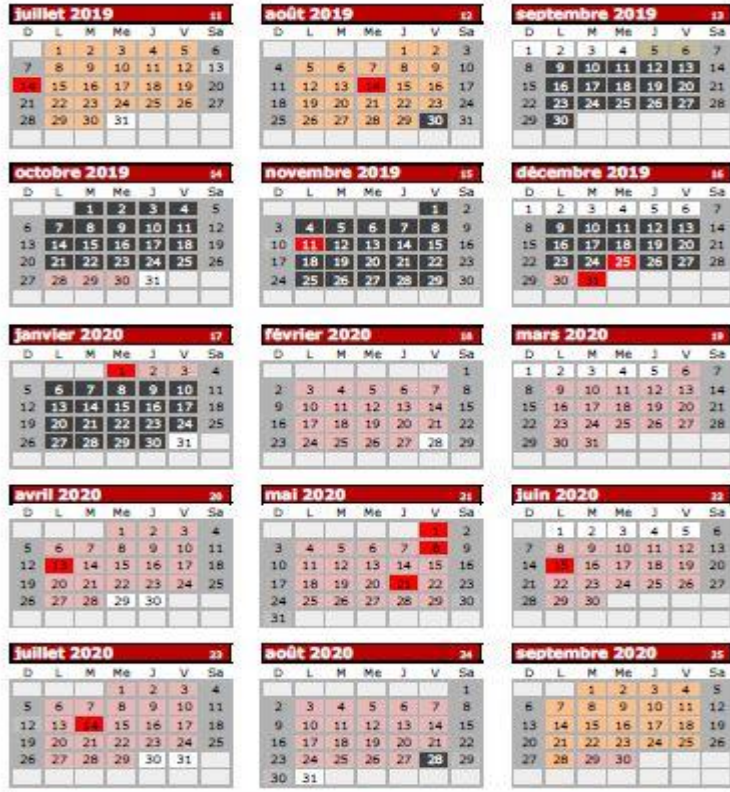 juillet 2019 11
D L M Me J V Sa
1 2 3 4 5 6
7 8 9 10 11 12 13
14 15 16 17 18 19 20
21 22 23 24 25 26 27
28 29 30 31
août 2019 12
D L M Me J V Sa
1 2 3
4 5 6 7 8 9 10
11 12 13 14 15 16 17
18 19 20 21 22 23 24
25 26 27 28 29 30 31
septembre 2019 13
D L M Me J V Sa
1 2 3 4 5 6 7
8 9 10 11 12 13 14
15 16 17 18 19 20 21
22 23 24 25 26 27 28
29 30
octobre 2019 14
D L M Me J V Sa
1 2 3 4 5
6 7 8 9 10 11 12
13 14 15 16 17 18 19
20 21 22 23 24 25 26
27 28 29 30 31
novembre 2019 15
D L M Me J V Sa
1 2
3 4 5 6 7 8 9
10 11 12 13 14 15 16
17 18 19 20 21 22 23
24 25 26 27 28 29 30
décembre 2019 16
D L M Me J V Sa
1 2 3 4 5 6 7
8 9 10 11 12 13 14
15 16 17 18 19 20 21
22 23 24 25 26 27 28
29 30 31
janvier 2020 17
D L M Me J V Sa
1 2 3 4
5 6 7 8 9 10 11
12 13 14 15 16 17 18
19 20 21 22 23 24 25
26 27 28 29 30 31
février 2020 18
D L M Me J V Sa
1
2 3 4 5 6 7 8
9 10 11 12 13 14 15
16 17 18 19 20 21 22
23 24 25 26 27 28 29
mars 2020 19
D L M Me J V Sa
1 2 3 4 5 6 7
8 9 10 11 12 13 14
15 16 17 18 19 20 21
22 23 24 25 26 27 28
29 30 31
avril 2020 20
D L M Me J V Sa
1 2 3 4
5 6 7 8 9 10 11
12 13 14 15 16 17 18
19 20 21 22 23 24 25
26 27 28 29 30
mai 2020 21
D L M Me J V Sa
1 2
3 4 5 6 7 8 9
10 11 12 13 14 15 16
17 18 19 20 21 22 23
24 25 26 27 28 29 30
31
juin 2020 22
D L M Me J V Sa
1 2 3 4 5 6
7 8 9 10 11 12 13
14 15 16 17 18 19 20
21 22 23 24 25 26 27
28 29 30
juillet 2020 23
D L M Me J V Sa
1 2 3 4
5 6 7 8 9 10 11
12 13 14 15 16 17 18
19 20 21 22 23 24 25
26 27 28 29 30 31
août 2020 24
D L M Me J V Sa
1
2 3 4 5 6 7 8
9 10 11 12 13 14 15
16 17 18 19 20 21 22
23 24 25 26 27 28 29
30 31
septembre 2020 25
D L M Me J V Sa
1 2 3 4 5
6 7 8 9 10 11 12
13 14 15 16 17 18 19
20 21 22 23 24 25 26
27 28 29 30